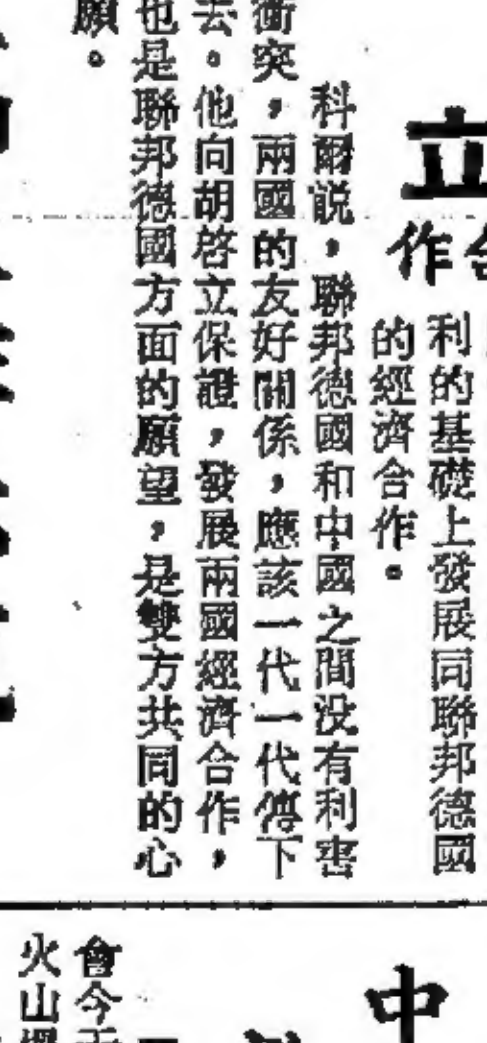 立
作
利的基礎上發展同聯邦德國
的經濟合作。
科爾説，聯邦德國和中國之間没有利害
衝突，兩國的友好關係，應該一代一代傳下
去。他向胡啓立保證，發展兩國經濟合作，
也是聯邦德國方面的願望，是雙方共同的心
願。
中
會今
火山